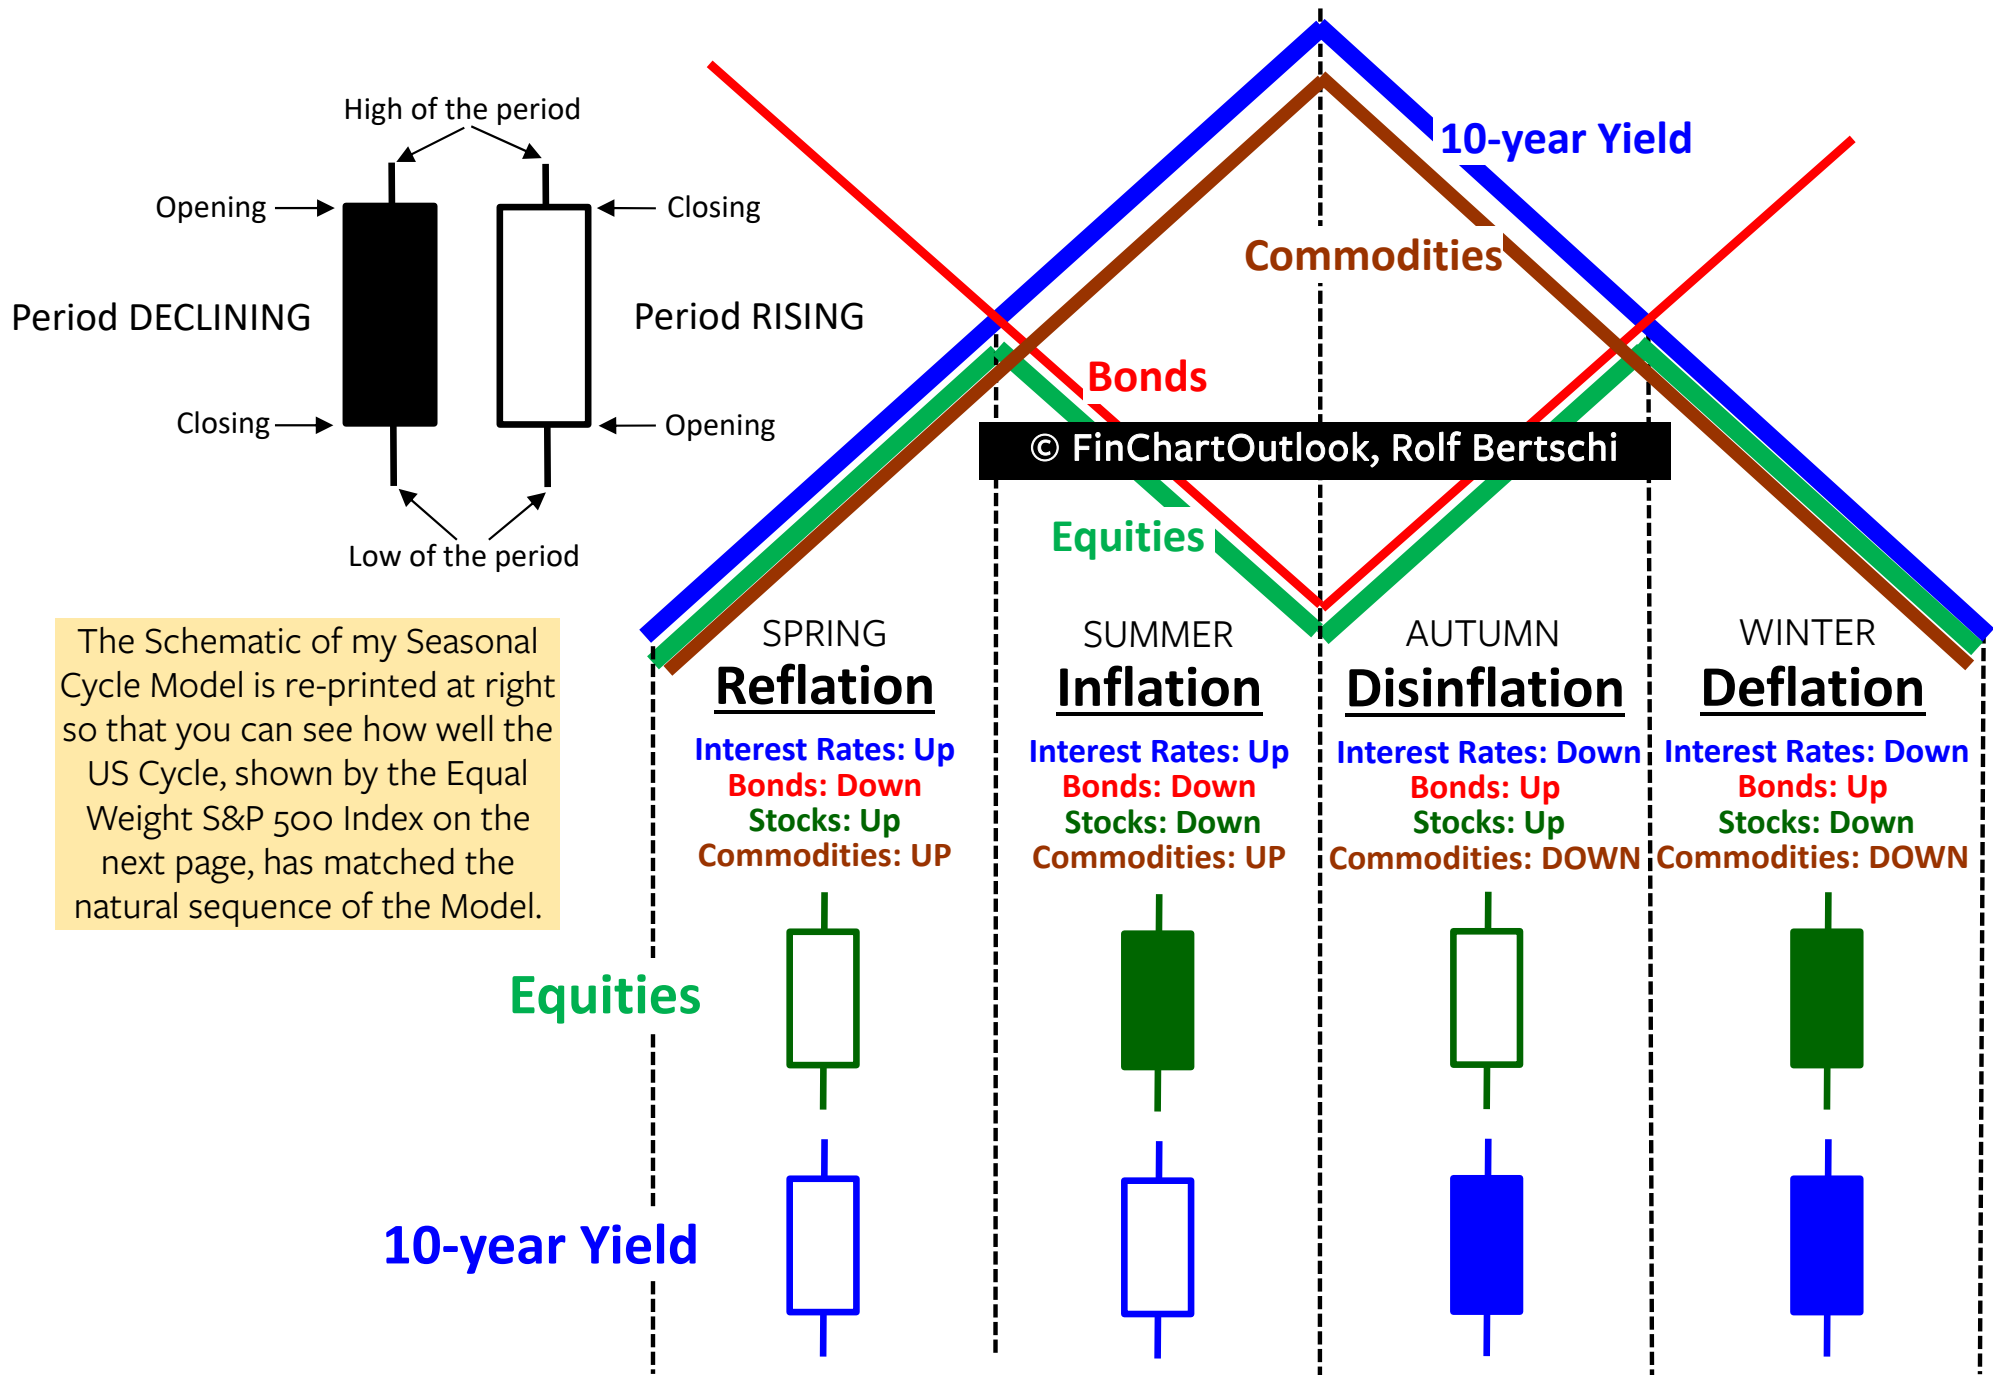 High of the period
Opening
Closing
Period DECLINING
Period RISING
Closing
Opening
Low of the period
10-year Yield
Commodities
Bonds
© FinChartOutlook, Rolf Bertschi
Equities
The Schematic of my Seasonal
Cycle Model is re-printed at right
so that you can see how well the
US Cycle, shown by the Equal
Weight S&P 500 Index on the
next page, has matched the
natural sequence of the Model.
SPRING
Reflation
Interest Rates: Up
Bonds: Down
Stocks: Up
Commodities: UP
SUMMER
Inflation
Interest Rates: Up
Bonds: Down
Stocks: Down
Commodities: UP
AUTUMN
Disinflation
Interest Rates: Down
Bonds: Up
Stocks: Up
Commodities: DOWN
WINTER
Deflation
Interest Rates: Down
Bonds: Up
Stocks: Down
Commodities: DOWN
Equities
10-year Yield